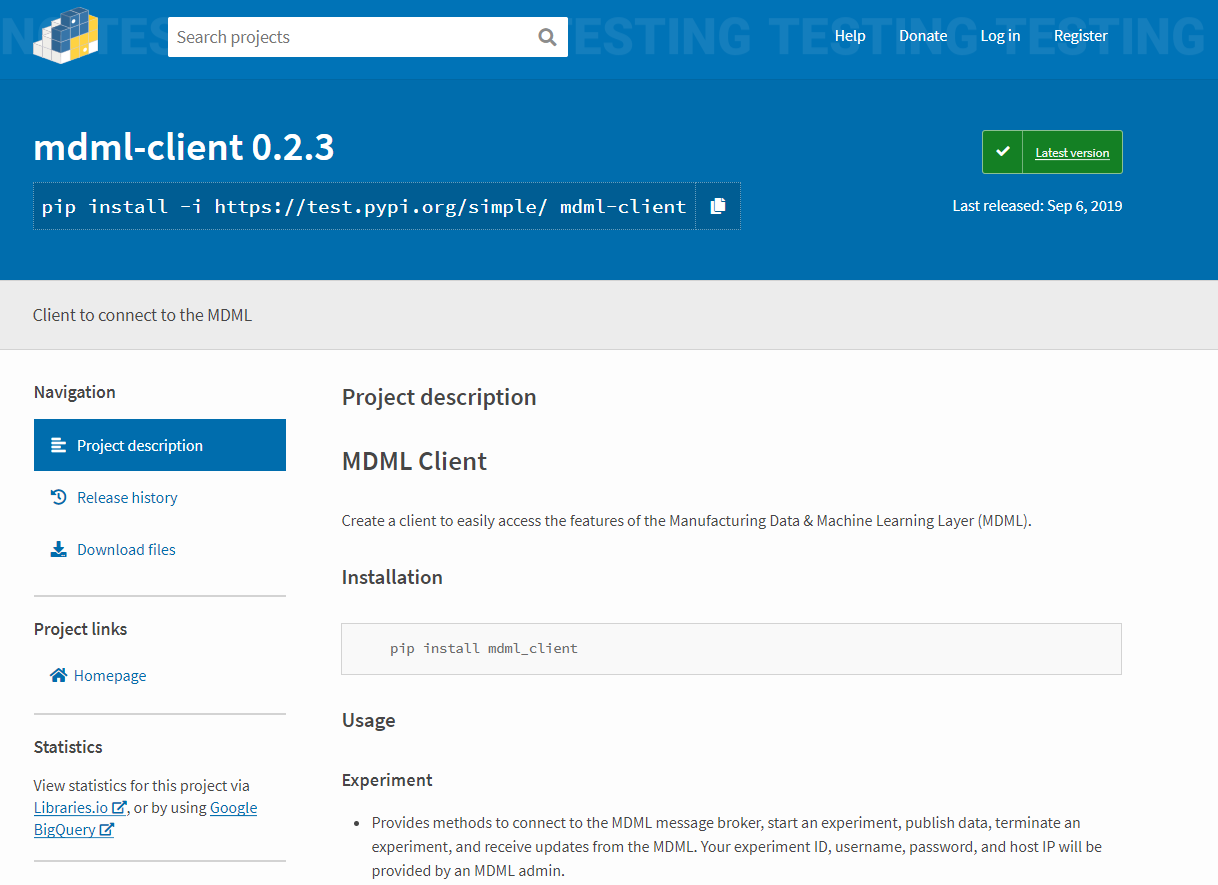 TESTING TESTING TESTING
Search projects
Help
Donate
Log in
Register
mdml-client 0.2.3
Latest version
pip install -i https://test.pypi.org/simple/ mdml-client
Last released: Sep 6, 2019
Client to connect to the MDML
Navigation
Project description
Release history
Download files
Project links
Homepage
Statistics
View statistics for this project via
Libraries.io , or by using Google
BigQuery
Project description
MDML Client
Create a client to easily access the features of the Manufacturing Data & Machine Learning Layer (MDML).
Installation
pip install mdml_client
Usage
Experiment
• Provides methods to connect to the MDML message broker, start an experiment, publish data, terminate an
experiment, and receive updates from the MDML. Your experiment ID, username, password, and host IP will be
provided by an MDML admin.